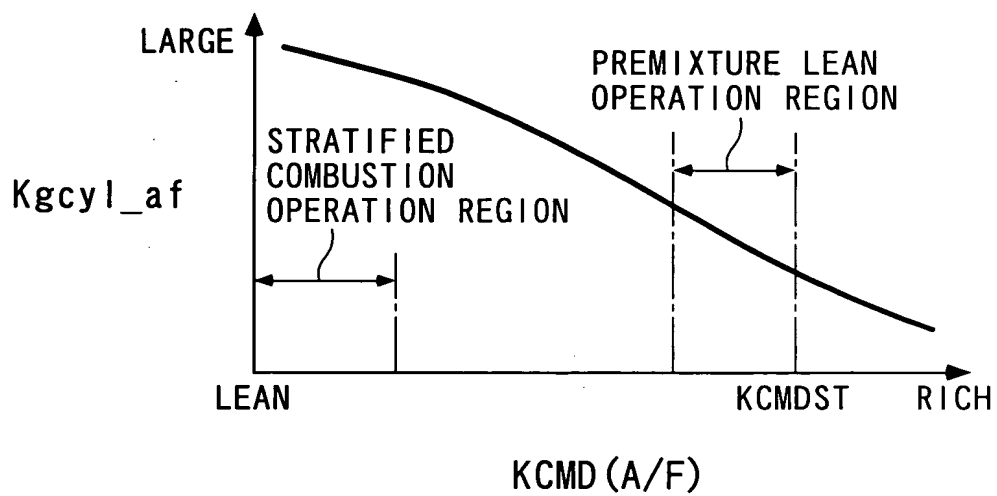 LARGE
PREMIXTURE LEAN
OPERATION REGION
STRATIFIED
COMBUSTION
OPERATION REGION
Kgcyl_af
LEAN
KCMDST
RICH
KCMD(A/F)